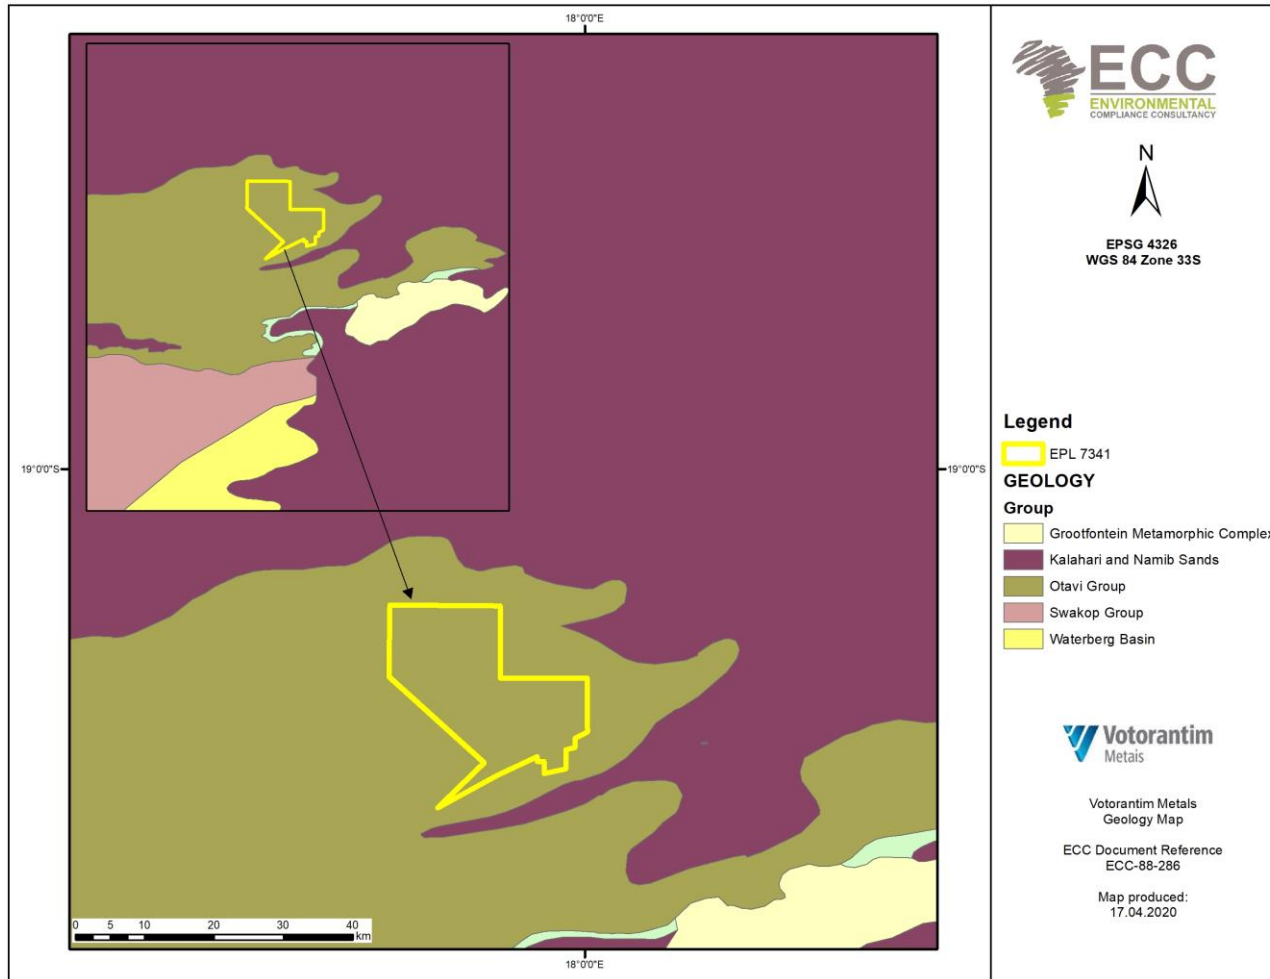 18°0'0"E
19°0'0"S
19°0'0"S
0 5 10 20 30 40
km
18°0'0"E
ECC
ENVIRONMENTAL
COMPLIANCE CONSULTANCY
N
EPSG 4326
WGS 84 Zone 33S
Legend
EPL 7341
GEOLOGY
Group
Grootfontein Metamorphic Complex
Kalahari and Namib Sands
Otavi Group
Swakop Group
Waterberg Basin
Votorantim
Metais
Votorantim Metals
Geology Map
ECC Document Reference
ECC-88-286
Map produced:
17.04.2020